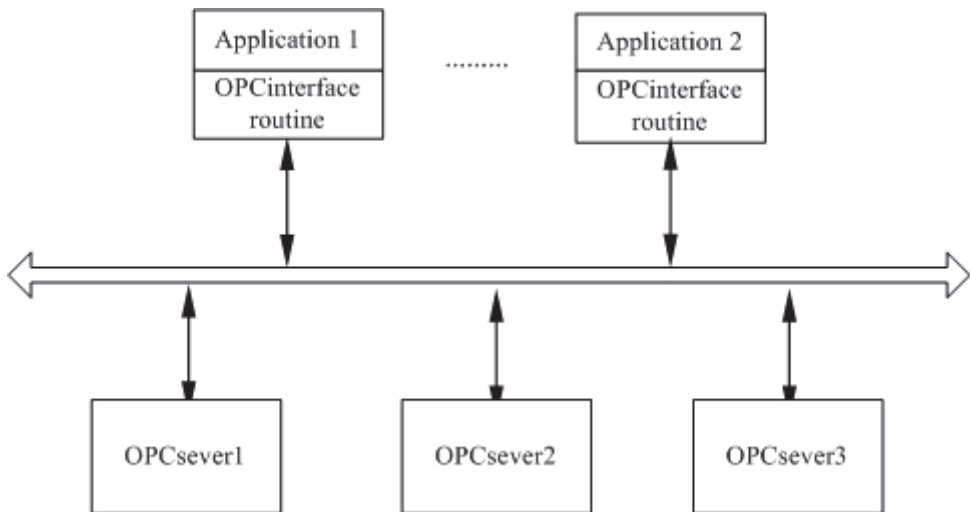 Application 1
OPCinterface
routine
.........
Application 2
OPCinterface
routine
OPCsever1
OPCsever2
OPCsever3